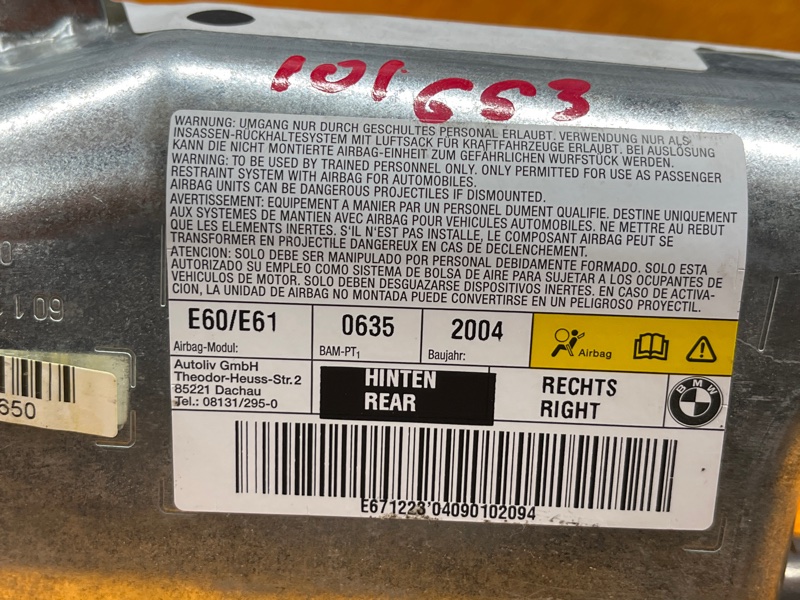 101653
WARNUNG: UMGANG NUR DURCH GESCHULTES PERSONAL ERLAUBT. VERWENDUNG NUR ALS
INSASSEN-RÜCKHALTESYSTEM MIT LUFTSACK FÜR KRAFTFAHRZEUGE ERLAUBT. BEI AUSLÖSUNG
KANN DIE NICHT MONTIERTE AIRBAG-EINHEIT ZUM GEFÄHRLICHEN WURFSTÜCK WERDEN.
WARNING: TO BE USED BY TRAINED PERSONNEL ONLY. ONLY PERMITTED FOR USE AS PASSENGER
RESTRAINT SYSTEM WITH AIRBAG FOR AUTOMOBILES.
AIRBAG UNITS CAN BE DANGEROUS PROJECTILES IF DISMOUNTED.
AVERTISSEMENT: EQUIPEMENT A MANIER PAR UN PERSONEL DUMENT QUALIFIE. DESTINE UNIQUEMENT
AUX SYSTEMES DE MANTIEN AVEC AIRBAG POUR VEHICULES AUTOMOBILES. NE METTRE AU REBUT
QUE LES ELEMENTS INERTES. S'IL N'EST PAS INSTALLE, LE COMPOSANT AIRBAG PEUT SE
TRANSFORMER EN PROJECTILE DANGEREUX EN CAS DE DECLENCHEMENT.
ATENCION: SOLO DEBE SER MANIPULADO POR PERSONAL DEBIDAMENTE FORMADO. SOLO ESTA
AUTORIZADO SU EMPLEO COMO SISTEMA DE BOLSA DE AIRE PARA SUJETAR A LOS OCUPANTES DE
VEHICULOS DE MOTOR. SOLO DEBEN DESGUAZARSE DISPOSITIVOS INERTES. EN CASO DE ACTIVA-
CION, LA UNIDAD DE AIRBAG NO MONTADA PUEDE CONVERTIRSE EN UN PELIGROSO PROYECTIL.
E60/E61 0635 2004
Airbag-Modul: BAM-PT1 Baujahr: Airbag
Autoliv GmbH
Theodor-Heuss-Str.2
85221 Dachau
Tel.: 08131/295-0
HINTEN
REAR
RECHTS
RIGHT
BMW
E671223'04090102094
650
6011